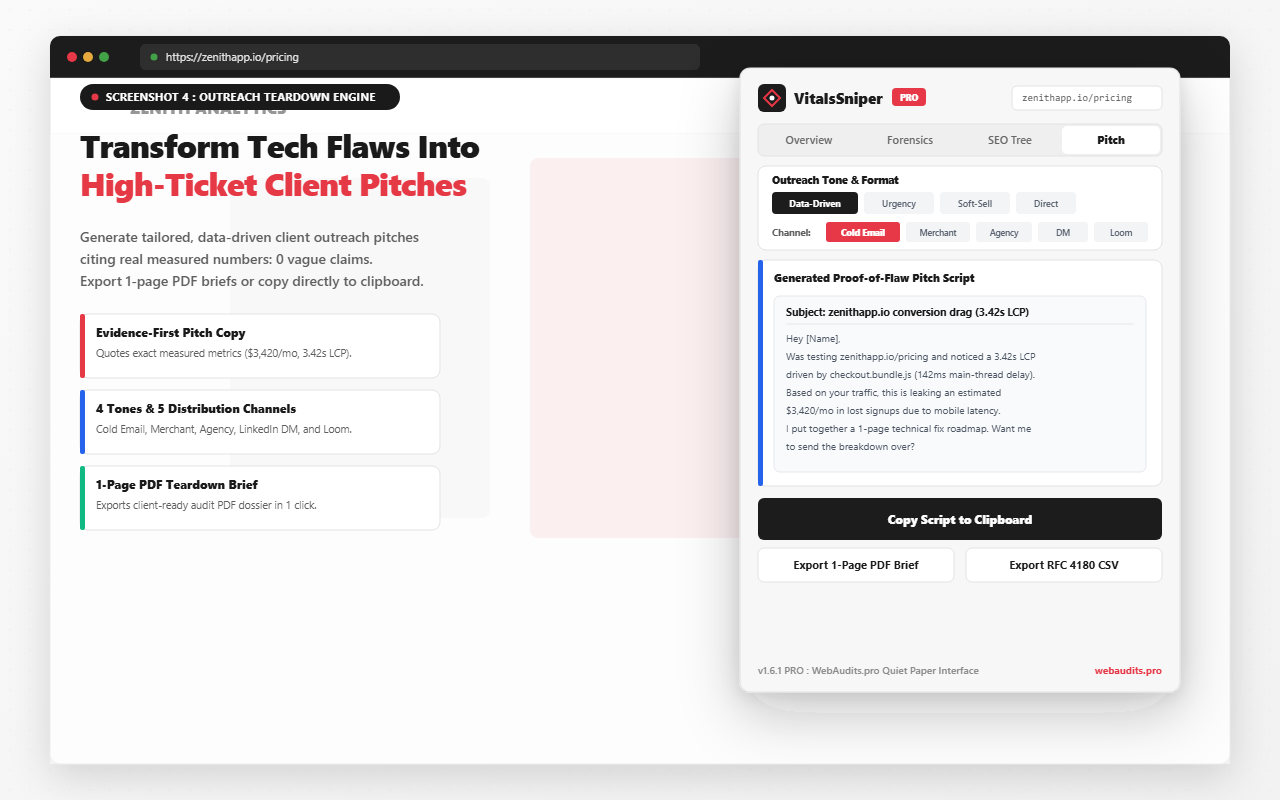 https://zenithapp.io/pricing
SCREENSHOT 4 : OUTREACH TEARDOWN ENGINE
ZENITH ANALYTICS
Transform Tech Flaws Into
High-Ticket Client Pitches
Generate tailored, data-driven client outreach pitches
citing real measured numbers: 0 vague claims.
Export 1-page PDF briefs or copy directly to clipboard.
Evidence-First Pitch Copy
Quotes exact measured metrics ($3,420/mo, 3.42s LCP).
4 Tones & 5 Distribution Channels
Cold Email, Merchant, Agency, LinkedIn DM, and Loom.
1-Page PDF Teardown Brief
Exports client-ready audit PDF dossier in 1 click.
VitalsSniper PRO zenithapp.io/pricing
Overview Forensics SEO Tree Pitch
Outreach Tone & Format
Data-Driven Urgency Soft-Sell Direct
Channel: Cold Email Merchant Agency DM Loom
Generated Proof-of-Flaw Pitch Script
Subject: zenithapp.io conversion drag (3.42s LCP)
Hey [Name],
Was testing zenithapp.io/pricing and noticed a 3.42s LCP
driven by checkout.bundle.js (142ms main-thread delay).
Based on your traffic, this is leaking an estimated
$3,420/mo in lost signups due to mobile latency.
I put together a 1-page technical fix roadmap. Want me
to send the breakdown over?
Copy Script to Clipboard
Export 1-Page PDF Brief Export RFC 4180 CSV
v1.6.1 PRO : WebAudits.pro Quiet Paper Interface webaudits.pro